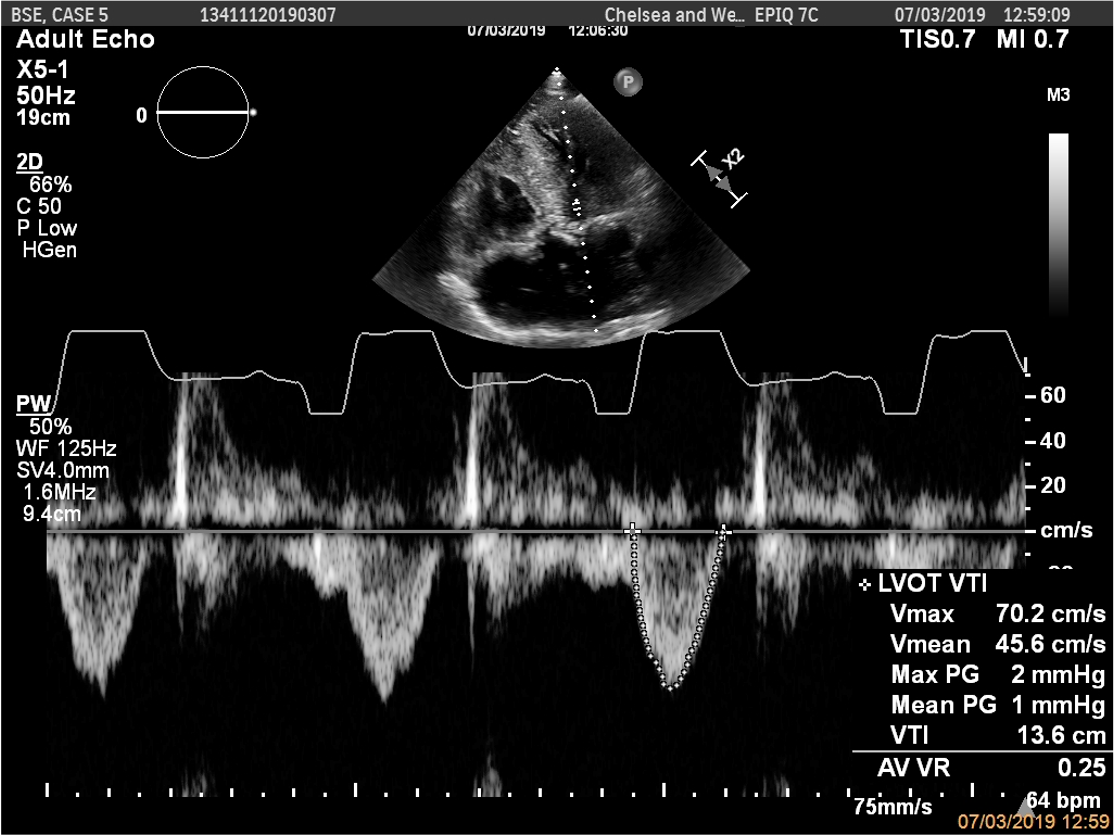 BSE, CASE 5 13411120190307 Chelsea and We... EPIQ 7C 07/03/2019 12:59:09
07/03/2019 12:06:30
Adult Echo TIS0.7 MI 0.7
X5-1
50Hz
19cm
0
P
M3
X2
2D
66%
C 50
P Low
HGen
PW
50%
WF 125Hz
SV4.0mm
1.6MHz
9.4cm
60
40
20
cm/s
LVOT VTI
Vmax 70.2 cm/s
Vmean 45.6 cm/s
Max PG 2 mmHg
Mean PG 1 mmHg
VTI 13.6 cm
AV VR 0.25
75mm/s 64 bpm
07/03/2019 12:59